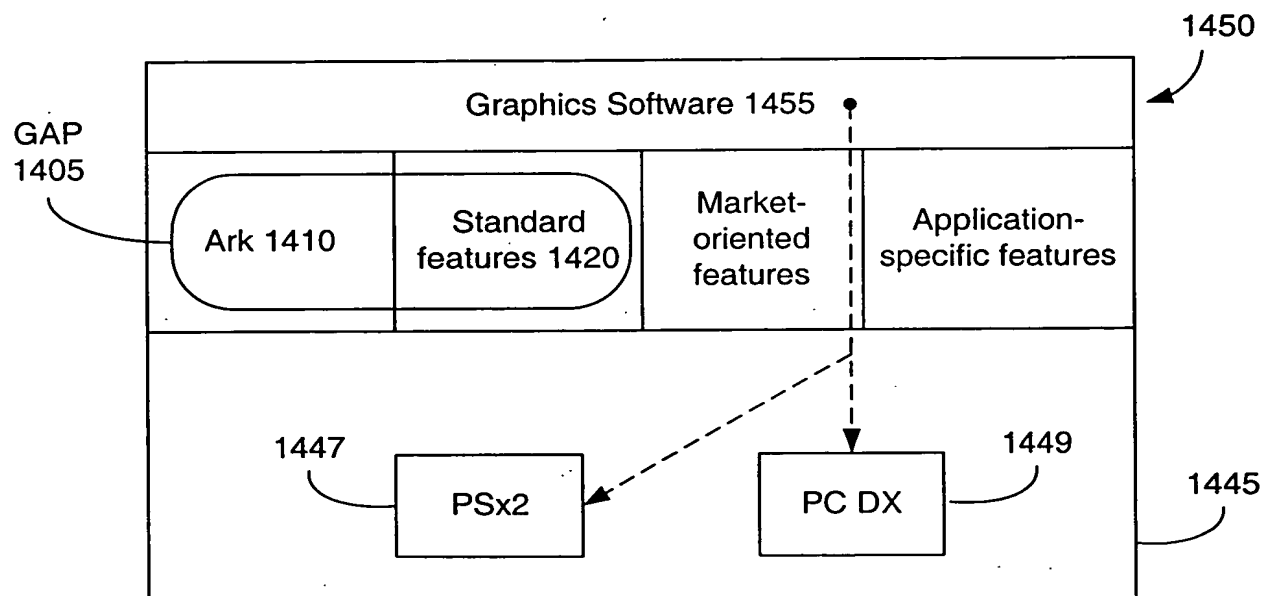 1450
Graphics Software 1455
GAP
1405
Ark 1410
Standard
features 1420
Market-
oriented
features
Application-
specific features
1447
PSx2
PC DX
1449
1445